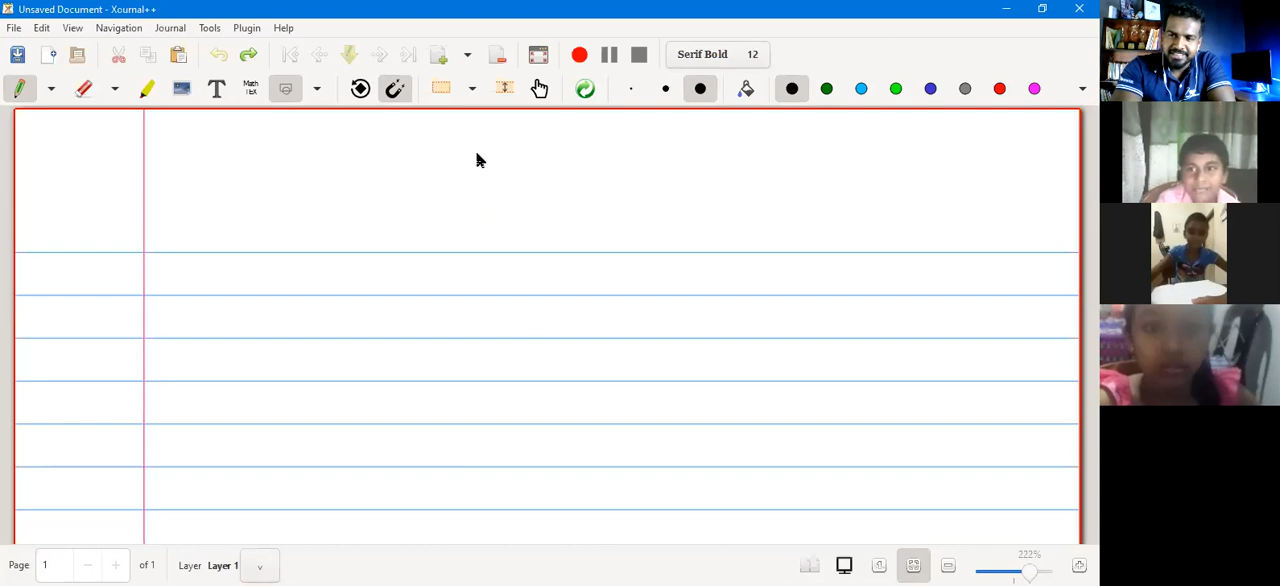 Unsaved Document - Xournal++
File Edit View Navigation Journal Tools Plugin Help
Serif Bold 12
T Math TEX
Page 1 of 1 Layer Layer 1 222%